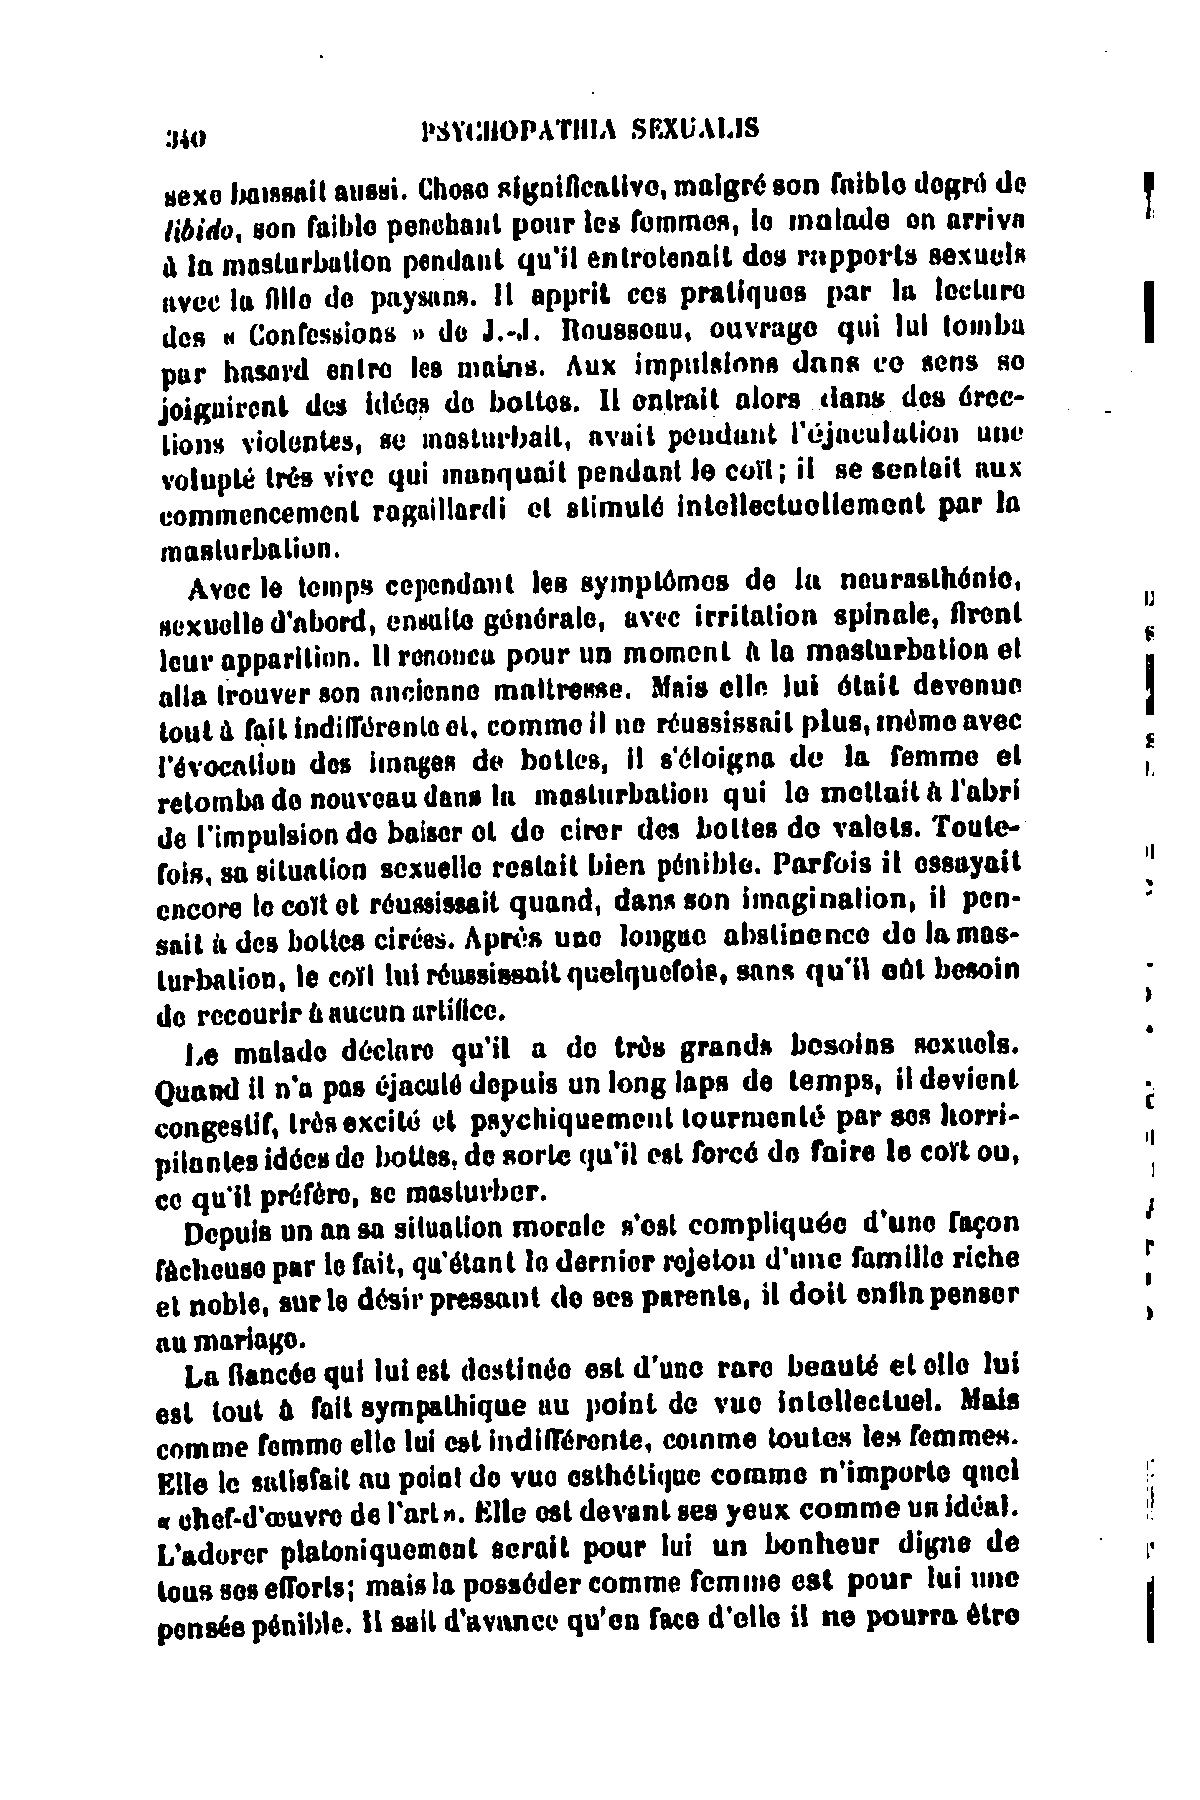 340 PSYCHOPATHIA SEXUALIS
sexe baissait aussi. Chose significative, malgré son faible degré de
libido, son faible penchant pour les femmes, le malade en arriva
à la masturbation pendant qu'il entretenait des rapports sexuels
avec la fille de paysans. Il apprit ces pratiques par la lecture
des « Confessions » de J.-J. Rousseau, ouvrage qui lui tomba
par hasard entre les mains. Aux impulsions dans ce sens se
joignirent des idées de bottes. Il entrait alors dans des érec-
tions violentes, se masturbait, avait pendant l'éjaculation une
volupté très vive qui manquait pendant le coït; il se sentait aux
commencement ragaillardi et stimulé intellectuellement par la
masturbation.
Avec le temps cependant les symptômes de la neurasthénie,
sexuelle d'abord, ensuite générale, avec irritation spinale, firent
leur apparition. Il renonca pour un moment à la masturbation et
alla trouver son ancienne maîtresse. Mais elle lui était devenue
tout à fait indifférente et, comme il ne réussissait plus, même avec
l'évocation des images de bottes, il s'éloigna de la femme et
retomba de nouveau dans la masturbation qui le mettait à l'abri
de l'impulsion de baiser et de cirer des bottes de valets. Toute-
fois, sa situation sexuelle restait bien pénible. Parfois il essayait
encore le coït et réussissait quand, dans son imagination, il pen-
sait à des bottes cirées. Après une longue abstinence de la mas-
turbation, le coït lui réussissait quelquefois, sans qu'il eût besoin
de recourir à aucun artifice.
Le malade déclare qu'il a de très grands besoins sexuels.
Quand il n'a pas éjaculé depuis un long laps de temps, il devient
congestif, très excité et psychiquement tourmenté par ses horri-
pilantes idées de bottes, de sorte qu'il est forcé de faire le coït ou,
ce qu'il préfère, se masturber.
Depuis un an sa situation morale s'est compliquée d'une façon
fâcheuse par le fait, qu'étant le dernier rejeton d'une famille riche
et noble, sur le désir pressant de ses parents, il doit enfin penser
au mariage.
La fiancée qui lui est destinée est d'une rare beauté et elle lui
est tout à fait sympathique au point de vue intellectuel. Mais
comme femme elle lui est indifférente, comme toutes les femmes.
Elle le satisfait au point de vue esthétique comme n'importe quel
« chef-d'œuvre de l'art ». Elle est devant ses yeux comme un idéal.
L'adorer platoniquement serait pour lui un bonheur digne de
tous ses efforts; mais la posséder comme femme est pour lui une
pensée pénible. Il sait d'avance qu'en face d'elle il ne pourra être